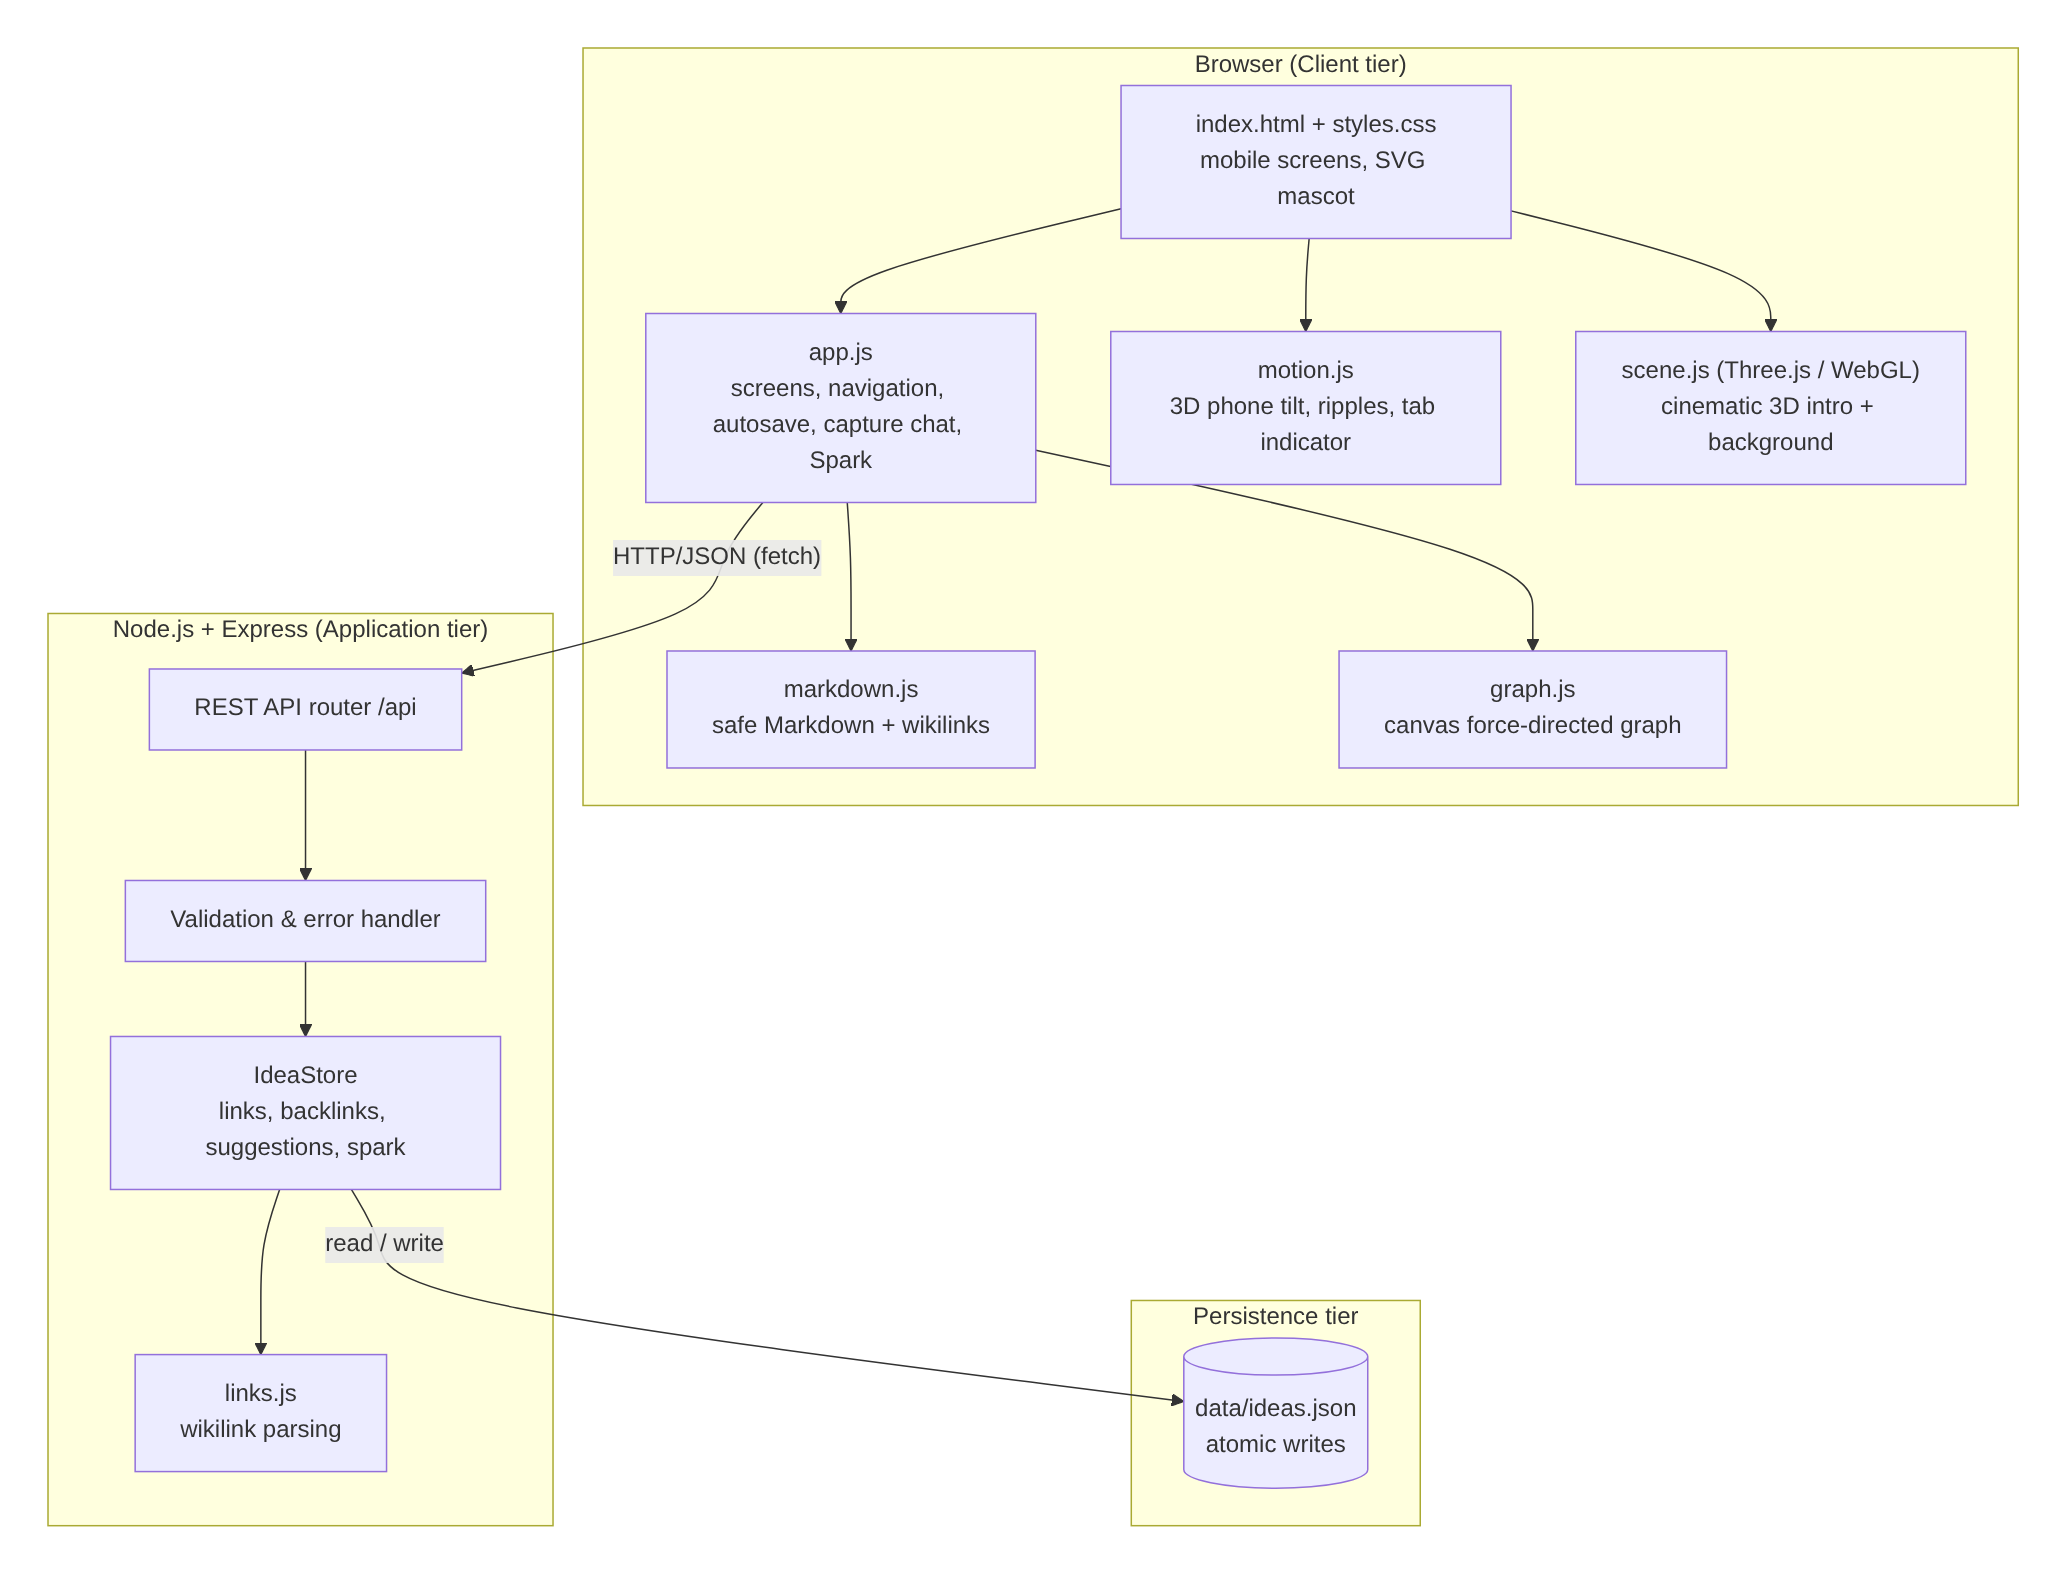 Browser (Client tier)
index.html + styles.css
mobile screens, SVG
mascot
app.js
screens, navigation,
autosave, capture chat,
Spark
motion.js
3D phone tilt, ripples, tab
indicator
scene.js (Three.js / WebGL)
cinematic 3D intro +
background
HTTP/JSON (fetch)
markdown.js
safe Markdown + wikilinks
graph.js
canvas force-directed graph
Node.js + Express (Application tier)
REST API router /api
Validation & error handler
IdeaStore
links, backlinks,
suggestions, spark
read / write
links.js
wikilink parsing
Persistence tier
data/ideas.json
atomic writes